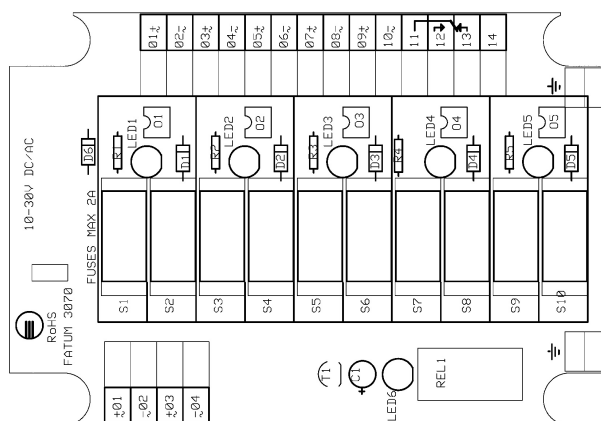 01±
02~
03±
04~
05±
06~
07±
08~
09±
10~
11
12
13
14
LED1
O1
LED2
O2
LED3
O3
LED4
O4
LED5
O5
D6
R1
D1
R2
D2
R3
D3
R4
D4
R5
D5
10-30V DC/AC
FUSES MAX 2A
S1
S2
S3
S4
S5
S6
S7
S8
S9
S10
RoHS
FATUM 3070
T1
C1
+
LED6
REL1
±01
~02
±03
~04